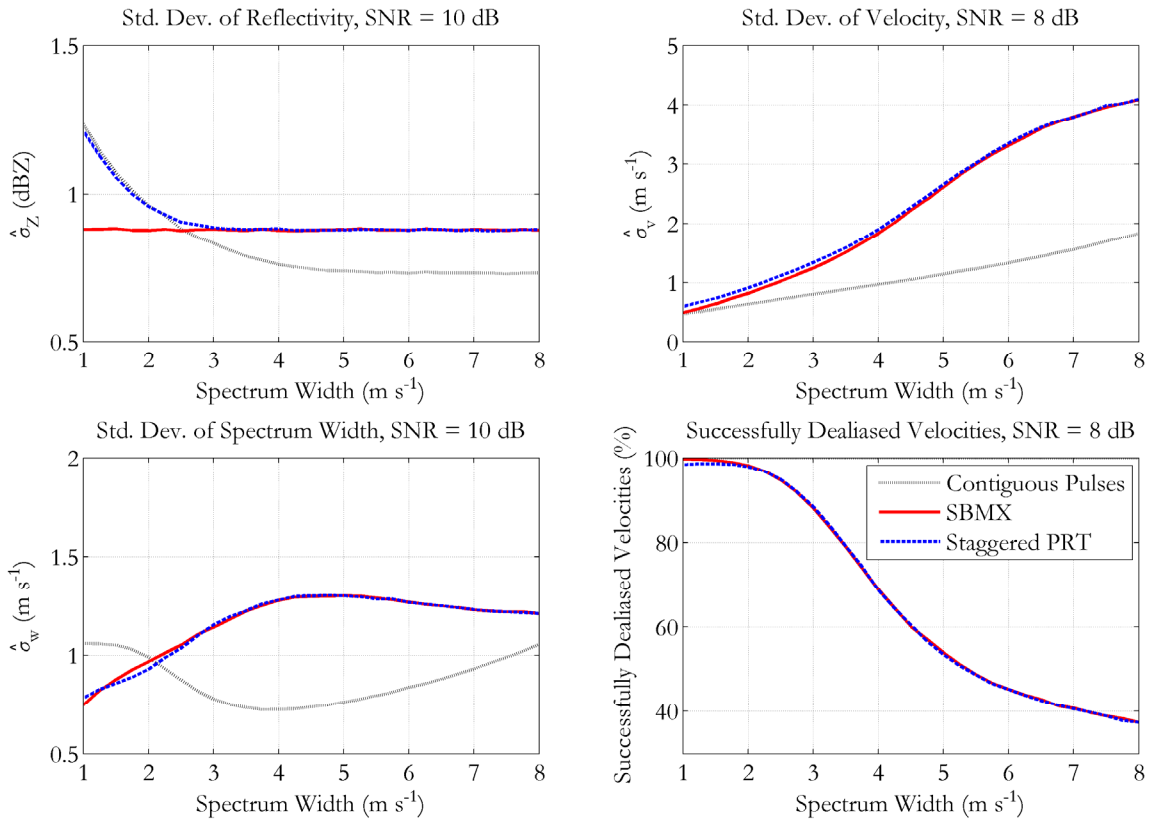 Std. Dev. of Reflectivity, SNR = 10 dB
1.5
1
0.5
σ̂_Z (dBZ)
1 2 3 4 5 6 7 8
Spectrum Width (m s⁻¹)
Std. Dev. of Velocity, SNR = 8 dB
5
4
3
2
1
0
σ̂_v (m s⁻¹)
1 2 3 4 5 6 7 8
Spectrum Width (m s⁻¹)
Std. Dev. of Spectrum Width, SNR = 10 dB
2
1.5
1
0.5
σ̂_w (m s⁻¹)
1 2 3 4 5 6 7 8
Spectrum Width (m s⁻¹)
Successfully Dealiased Velocities, SNR = 8 dB
100
80
60
40
Successfully Dealiased Velocities (%)
Contiguous Pulses
SBMX
Staggered PRT
1 2 3 4 5 6 7 8
Spectrum Width (m s⁻¹)